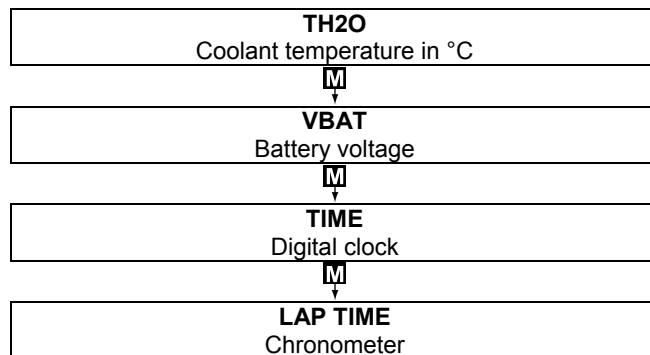 TH2O
Coolant temperature in °C
M
VBAT
Battery voltage
M
TIME
Digital clock
M
LAP TIME
Chronometer